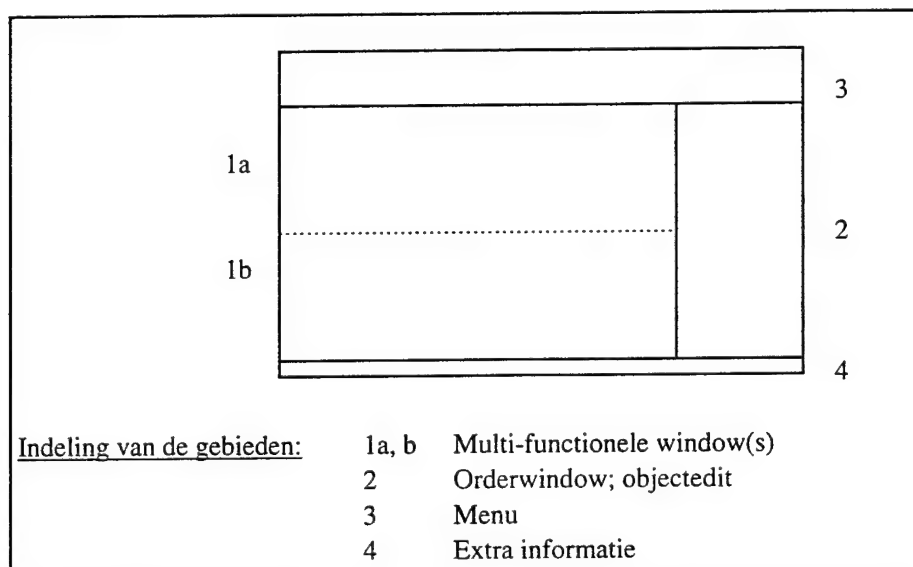 3
1a
2
1b
4
Indeling van de gebieden: 1a, b Multi-functionele window(s)
2 Orderwindow; objectedit
3 Menu
4 Extra informatie